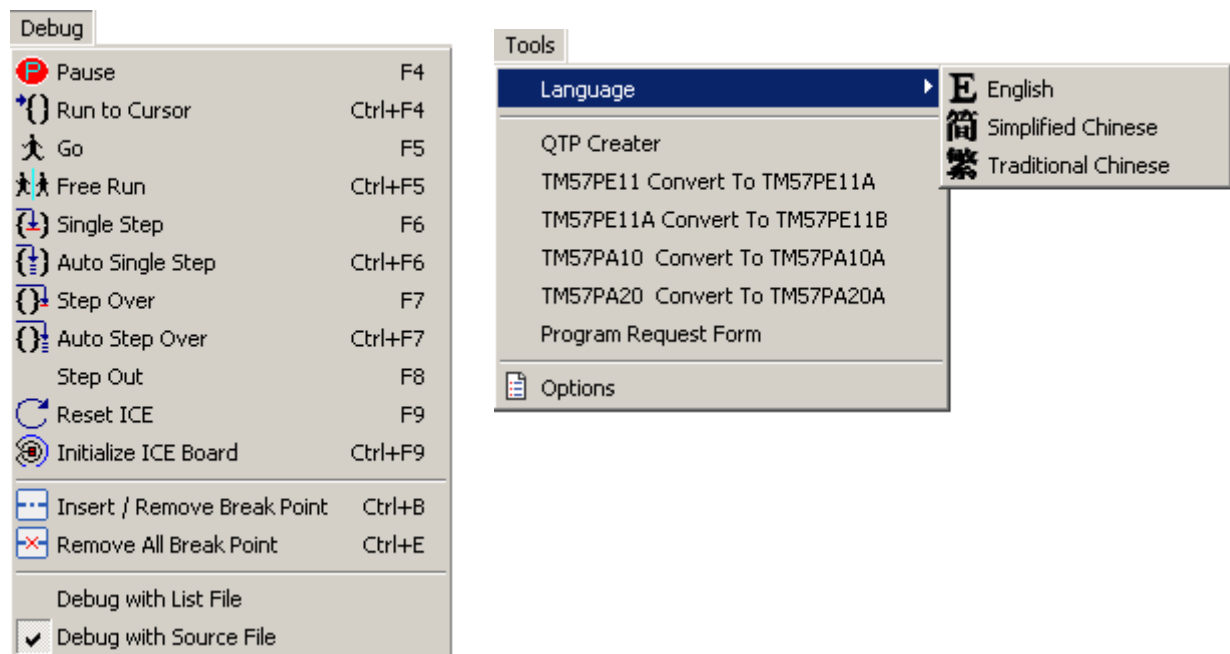 Debug
P Pause F4
Run to Cursor Ctrl+F4
Go F5
Free Run Ctrl+F5
Single Step F6
Auto Single Step Ctrl+F6
Step Over F7
Auto Step Over Ctrl+F7
Step Out F8
Reset ICE F9
Initialize ICE Board Ctrl+F9
Insert / Remove Break Point Ctrl+B
Remove All Break Point Ctrl+E
Debug with List File
Debug with Source File
Tools
Language
QTP Creater
TM57PE11 Convert To TM57PE11A
TM57PE11A Convert To TM57PE11B
TM57PA10 Convert To TM57PA10A
TM57PA20 Convert To TM57PA20A
Program Request Form
Options
E English
简 Simplified Chinese
繁 Traditional Chinese